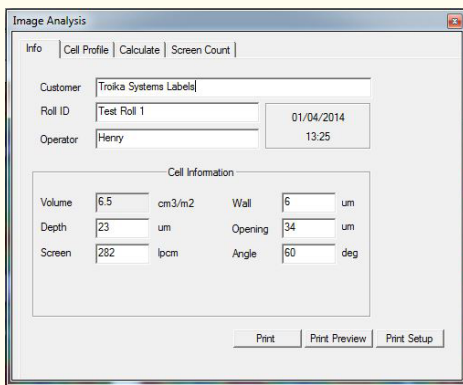 Image Analysis
Info Cell Profile Calculate Screen Count
Customer Troika Systems Labels
Roll ID Test Roll 1 01/04/2014
Operator Henry 13:25
Cell Information
Volume 6.5 cm3/m2 Wall 6 um
Depth 23 um Opening 34 um
Screen 282 lpcm Angle 60 deg
Print Print Preview Print Setup